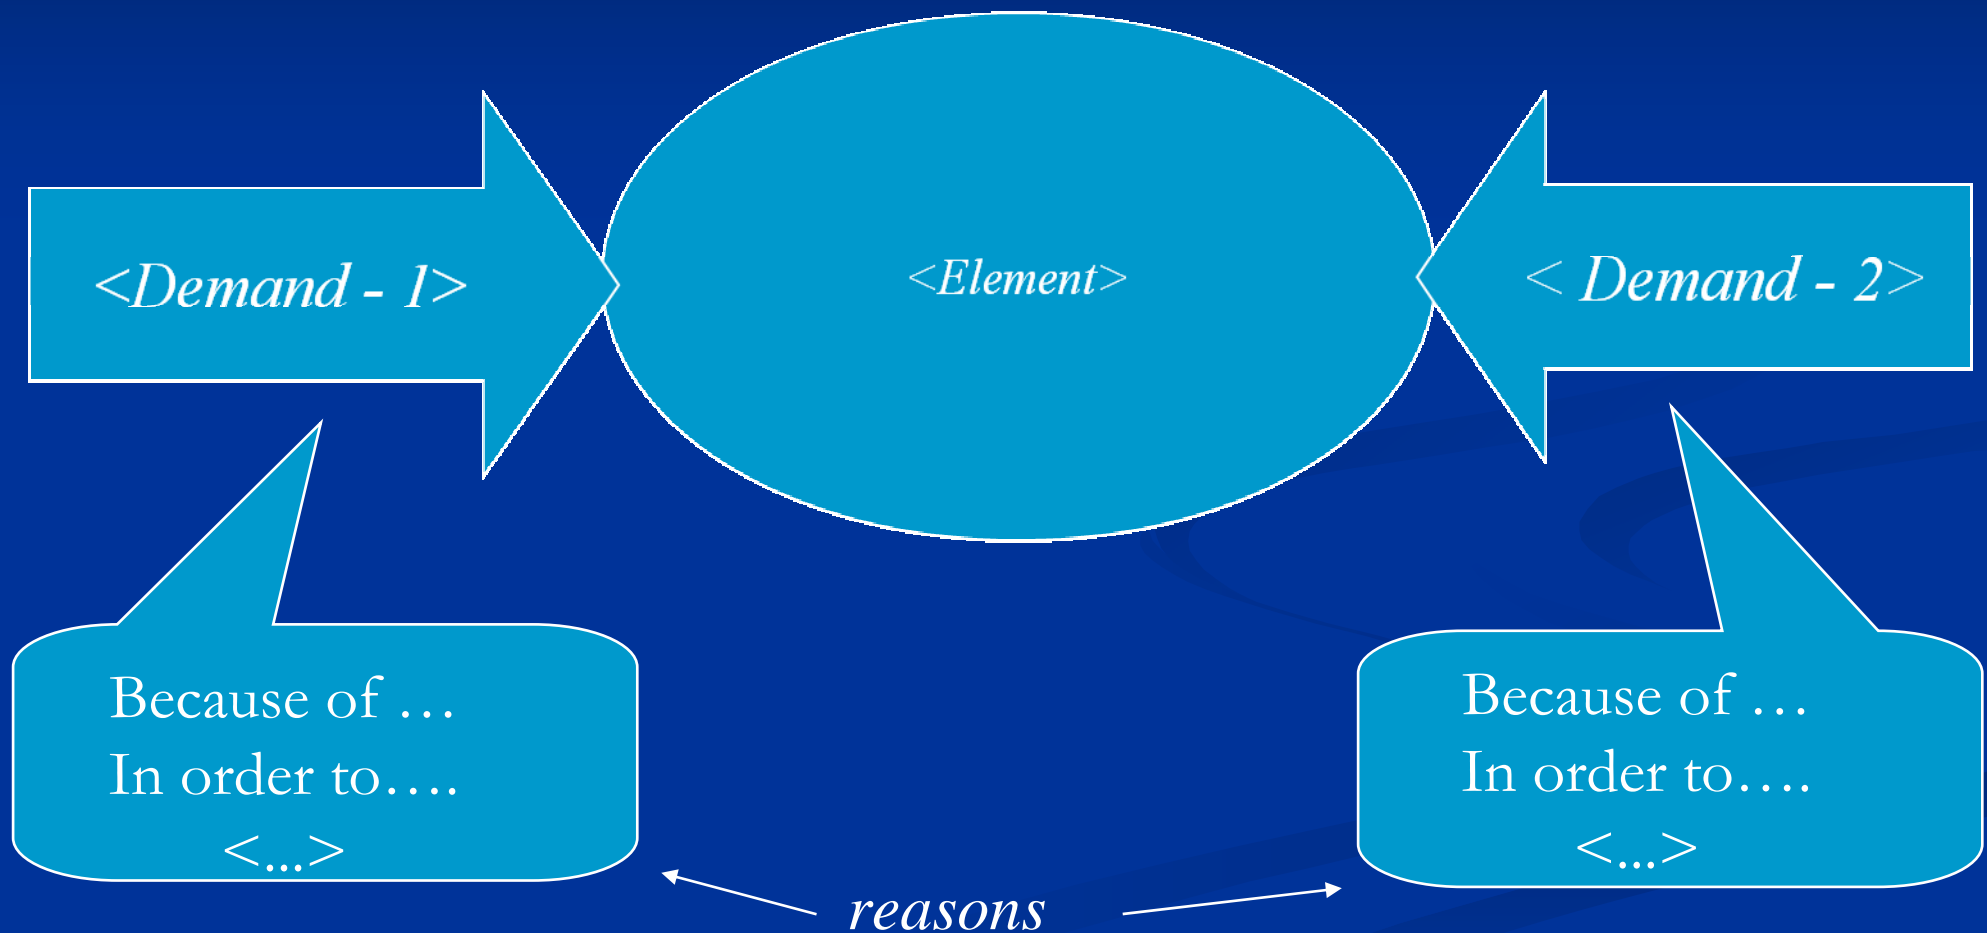 <Demand - 1>
<Element>
< Demand - 2>
Because of …
In order to….
<...>
Because of …
In order to….
<...>
reasons